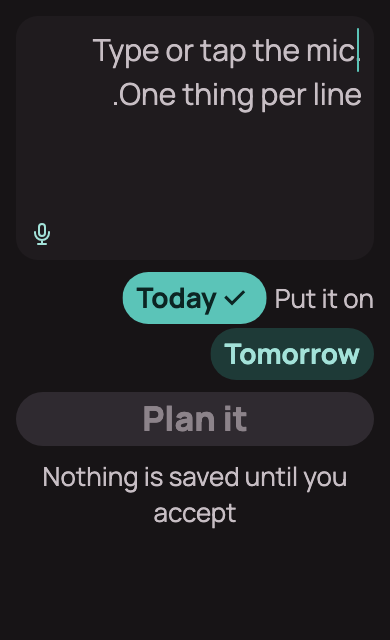 Type or tap the mic.
.One thing per line
Put it on
Today ✓
Tomorrow
Plan it
Nothing is saved until you
accept